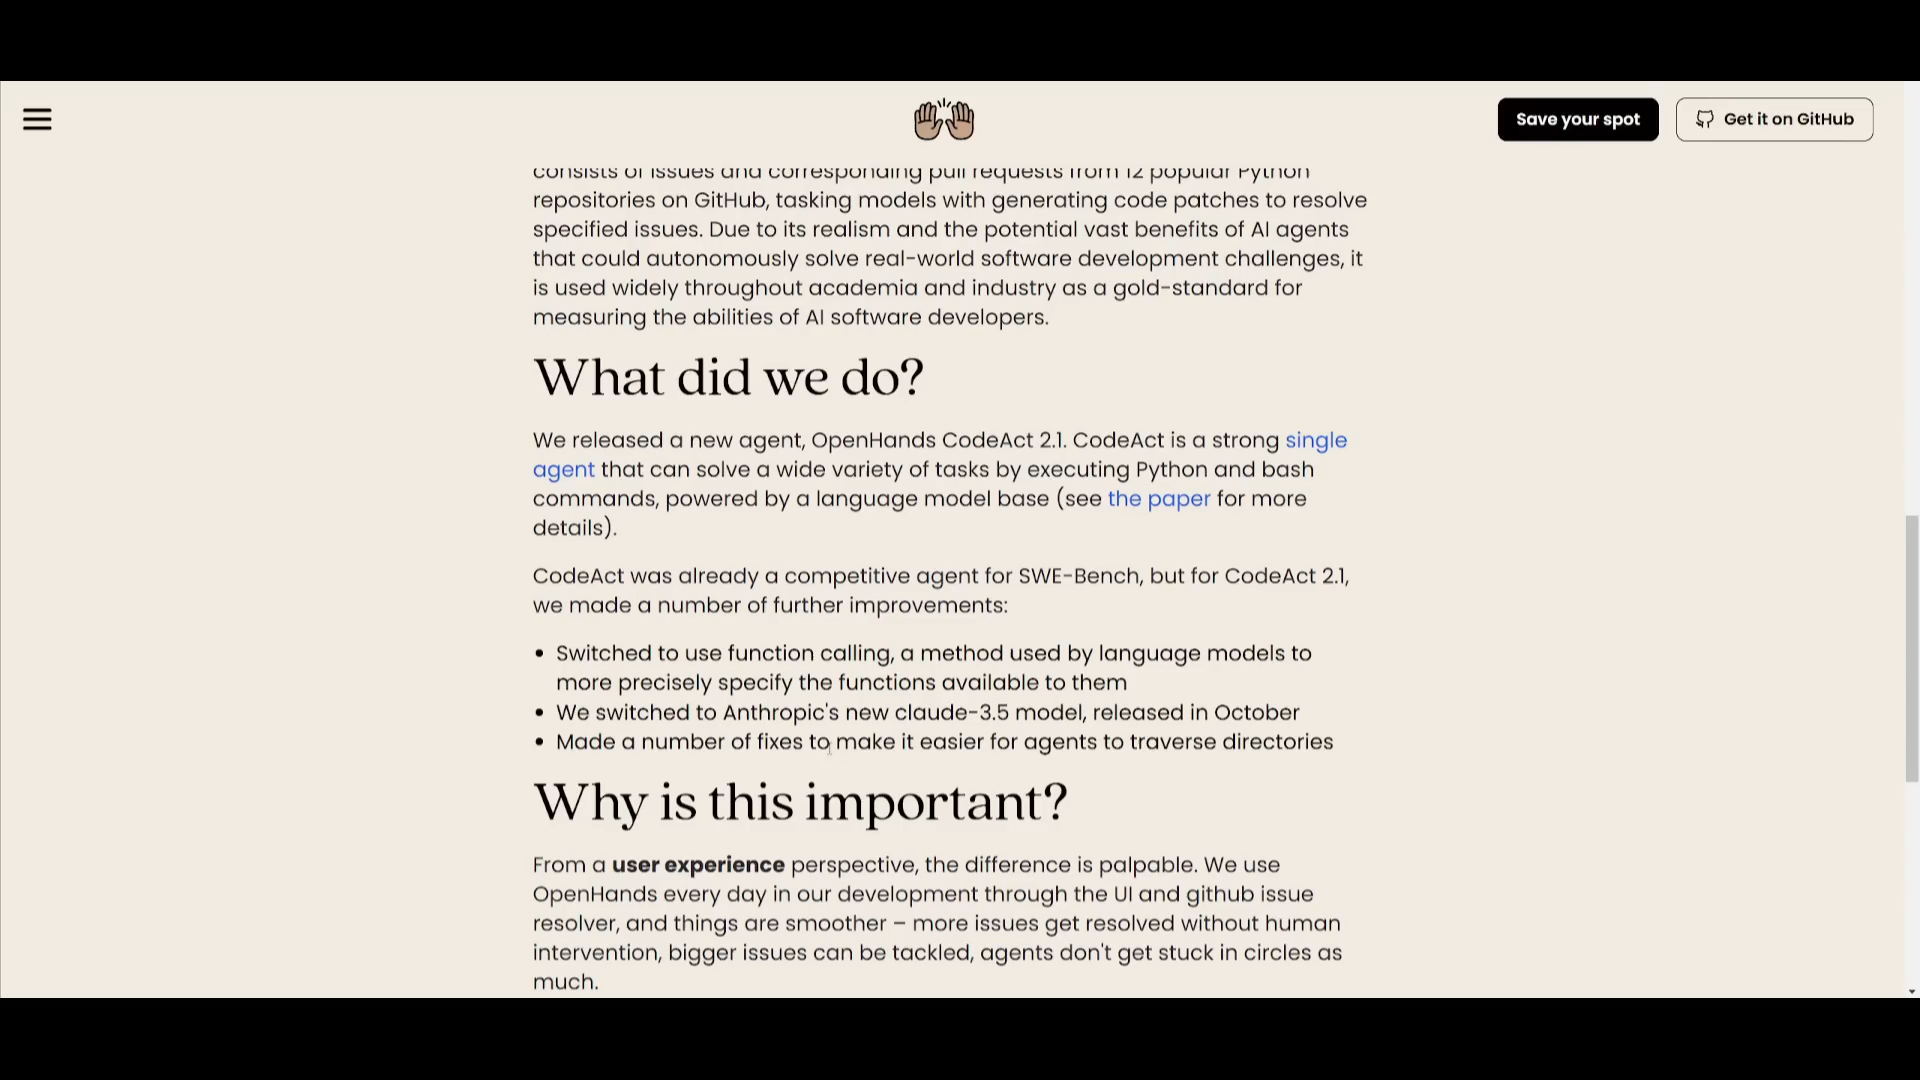 Save your spot
Get it on GitHub
consists of issues and corresponding pull requests from 12 popular Python
repositories on GitHub, tasking models with generating code patches to resolve
specified issues. Due to its realism and the potential vast benefits of AI agents
that could autonomously solve real-world software development challenges, it
is used widely throughout academia and industry as a gold-standard for
measuring the abilities of AI software developers.
What did we do?
We released a new agent, OpenHands CodeAct 2.1. CodeAct is a strong single
agent that can solve a wide variety of tasks by executing Python and bash
commands, powered by a language model base (see the paper for more
details).
CodeAct was already a competitive agent for SWE-Bench, but for CodeAct 2.1,
we made a number of further improvements:
• Switched to use function calling, a method used by language models to
more precisely specify the functions available to them
• We switched to Anthropic's new claude-3.5 model, released in October
• Made a number of fixes to make it easier for agents to traverse directories
Why is this important?
From a user experience perspective, the difference is palpable. We use
OpenHands every day in our development through the UI and github issue
resolver, and things are smoother – more issues get resolved without human
intervention, bigger issues can be tackled, agents don't get stuck in circles as
much.